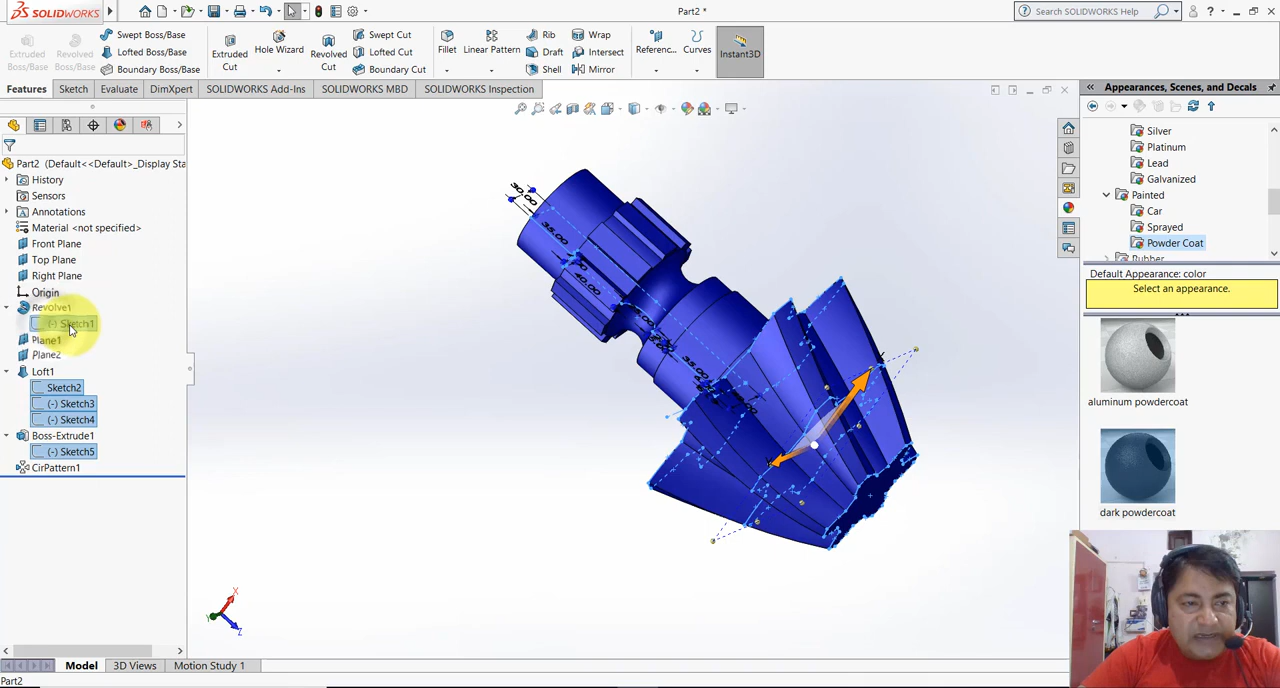 SOLIDWORKS
Part2 *
Search SOLIDWORKS Help
Extruded Boss/Base
Revolved Boss/Base
Swept Boss/Base
Lofted Boss/Base
Boundary Boss/Base
Extruded Cut
Hole Wizard
Revolved Cut
Swept Cut
Lofted Cut
Boundary Cut
Fillet
Linear Pattern
Rib
Draft
Shell
Wrap
Intersect
Mirror
Referenc...
Curves
Instant3D
Features
Sketch
Evaluate
DimXpert
SOLIDWORKS Add-Ins
SOLIDWORKS MBD
SOLIDWORKS Inspection
Part2 (Default<<Default>_Display Sta
History
Sensors
Annotations
Material <not specified>
Front Plane
Top Plane
Right Plane
Origin
Revolve1
(-) Sketch1
Plane1
Plane2
Loft1
Sketch2
(-) Sketch3
(-) Sketch4
Boss-Extrude1
(-) Sketch5
CirPattern1
30.00
35.00
40.00
35.00
X
Y
Z
Appearances, Scenes, and Decals
Silver
Platinum
Lead
Galvanized
Painted
Car
Sprayed
Powder Coat
Rubber
Default Appearance: color
Select an appearance.
aluminum powdercoat
dark powdercoat
Model
3D Views
Motion Study 1
Part2